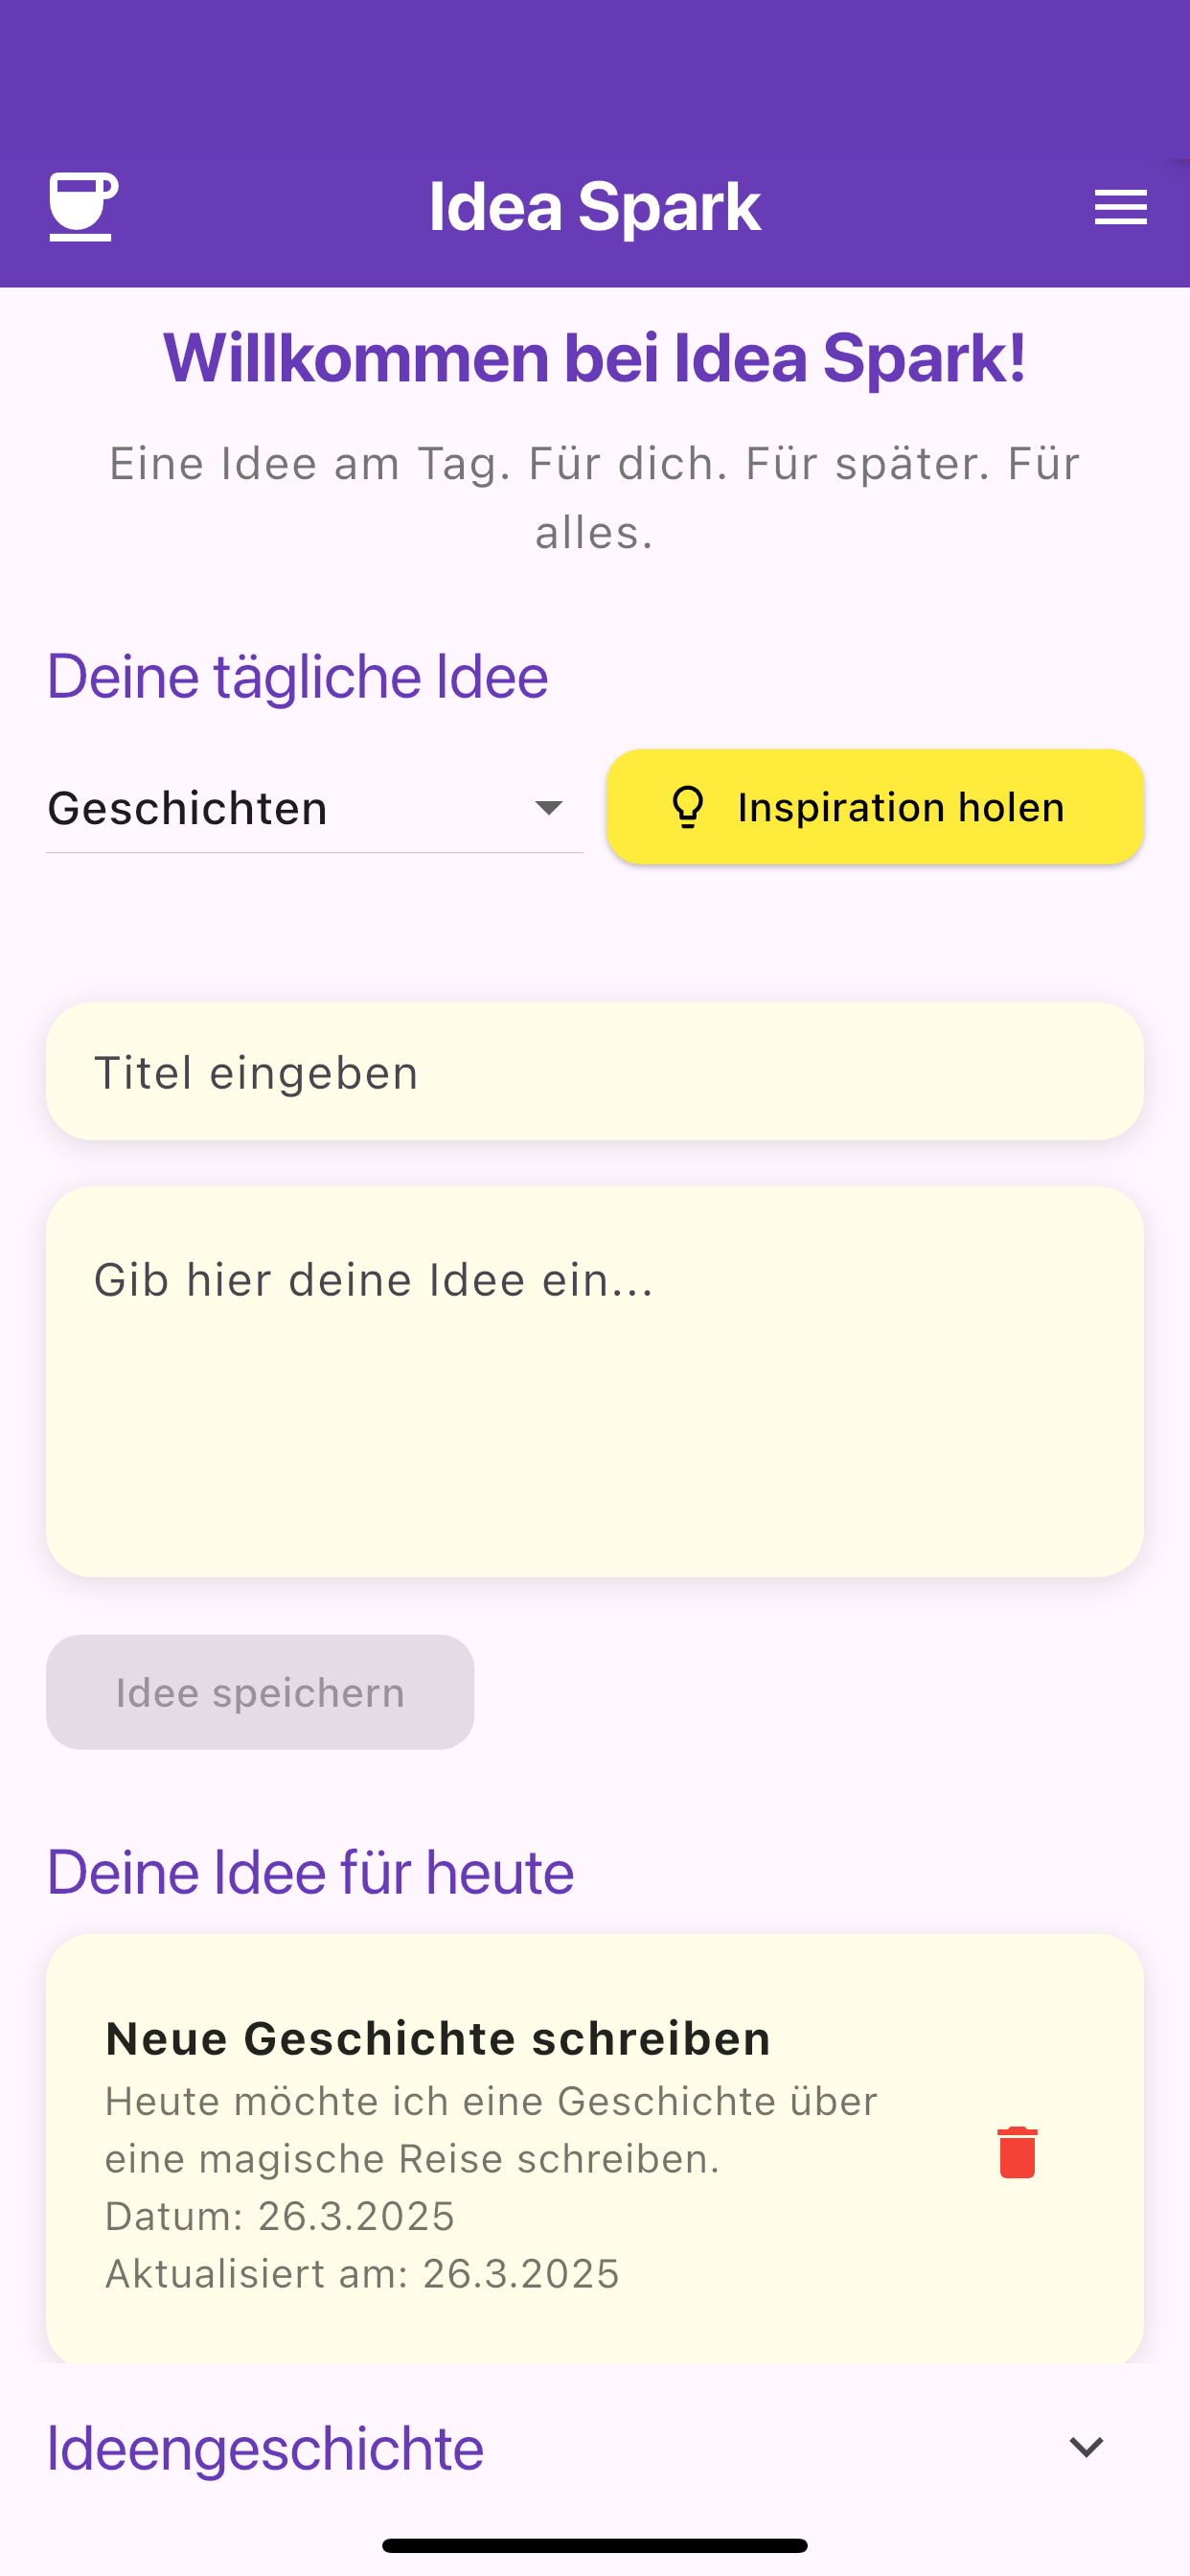 Idea Spark
Willkommen bei Idea Spark!
Eine Idee am Tag. Für dich. Für später. Für
alles.
Deine tägliche Idee
Geschichten
Inspiration holen
Titel eingeben
Gib hier deine Idee ein...
Idee speichern
Deine Idee für heute
Neue Geschichte schreiben
Heute möchte ich eine Geschichte über
eine magische Reise schreiben.
Datum: 26.3.2025
Aktualisiert am: 26.3.2025
Ideengeschichte